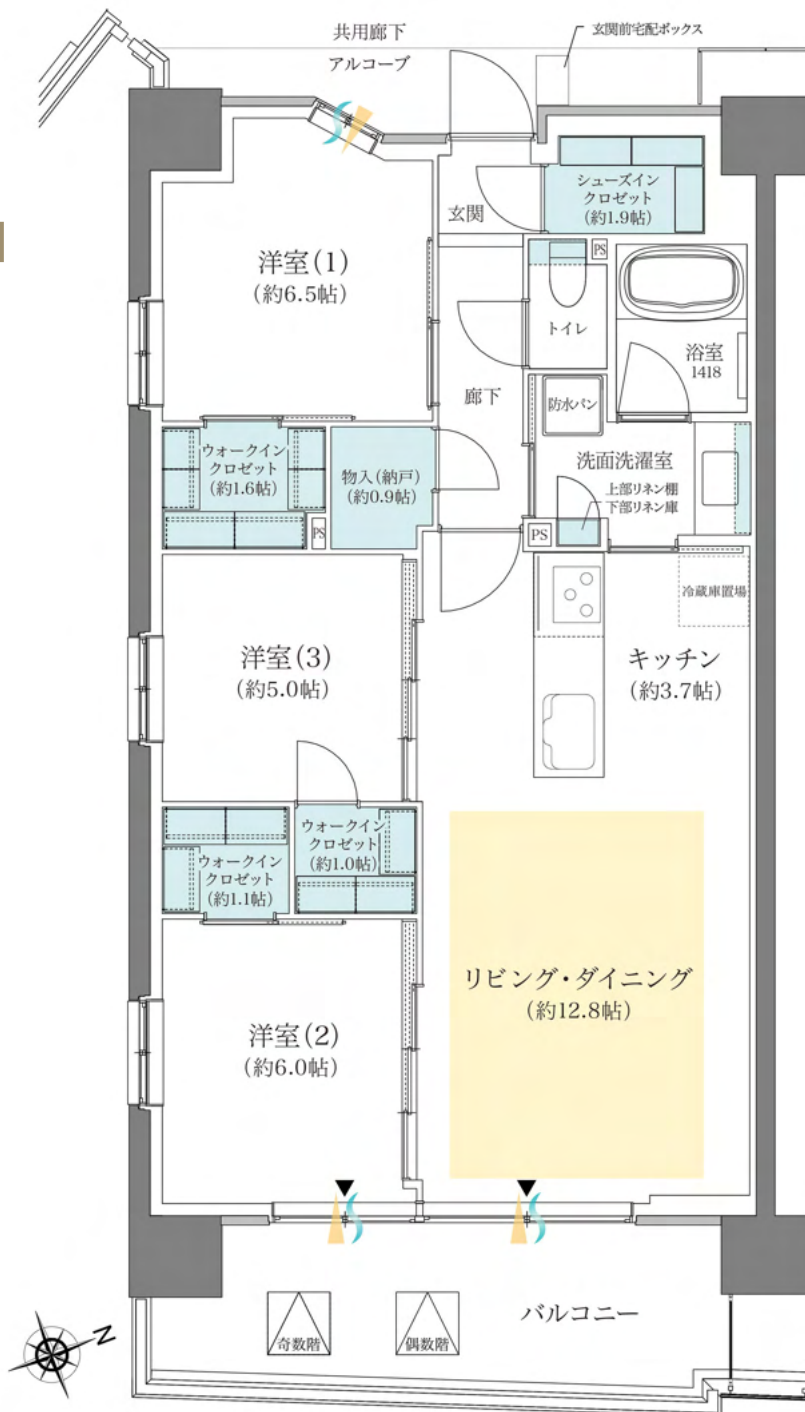 共用廊下
アルコーブ
玄関前宅配ボックス
シューズイン
クロゼット
(約1.9帖)
玄関
PS
洋室(1)
(約6.5帖)
トイレ
浴室
1418
廊下
防水パン
ウォークイン
クロゼット
(約1.6帖)
物入(納戸)
(約0.9帖)
洗面洗濯室
上部リネン棚
下部リネン庫
PS
PS
冷蔵庫置場
洋室(3)
(約5.0帖)
キッチン
(約3.7帖)
ウォークイン
クロゼット
(約1.0帖)
ウォークイン
クロゼット
(約1.1帖)
リビング・ダイニング
(約12.8帖)
洋室(2)
(約6.0帖)
バルコニー
奇数階
偶数階
N